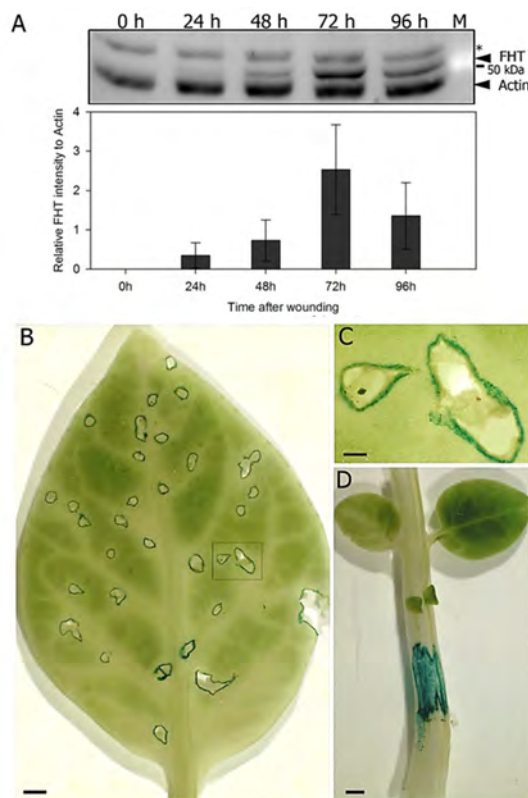 A
0 h 24 h 48 h 72 h 96 h M
*
FHT
50 kDa
Actin
Relative FHT intensity to Actin
4
3
2
1
0
0h 24h 48h 72h 96h
Time after wounding
B
C
D